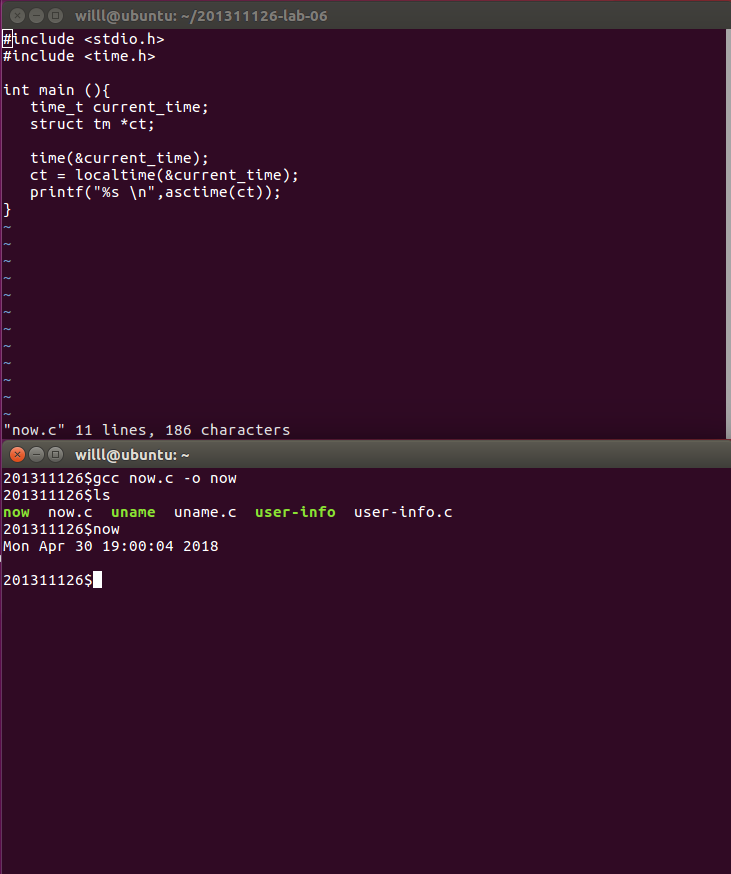 willl@ubuntu: ~/201311126-lab-06
#include <stdio.h>
#include <time.h>
int main (){
   time_t current_time;
   struct tm *ct;
   time(&current_time);
   ct = localtime(&current_time);
   printf("%s \n",asctime(ct));
}
~
~
~
~
~
~
~
~
~
~
~
~
"now.c" 11 lines, 186 characters
willl@ubuntu: ~
201311126$gcc now.c -o now
201311126$ls
now  now.c  uname  uname.c  user-info  user-info.c
201311126$now
Mon Apr 30 19:00:04 2018
201311126$